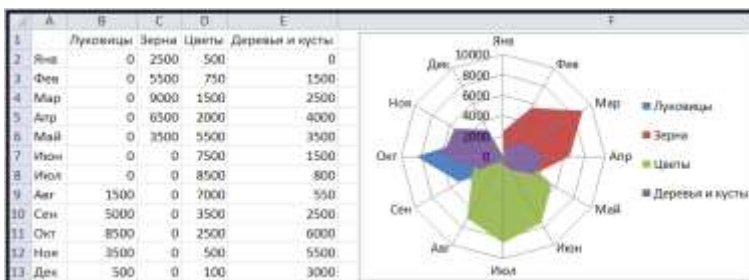 A B C D E F
1 Луковицы Зерна Цветы Деревья и кусты
2 Янв 0 2500 500 0
3 Фев 0 5500 750 1500
4 Мар 0 9000 1500 2500
5 Апр 0 6500 2000 4000
6 Май 0 3500 5500 3500
7 Июн 0 0 7500 1500
8 Июл 0 0 8500 800
9 Авг 1500 0 7000 550
10 Сен 5000 0 3500 2500
11 Окт 8500 0 2500 6000
12 Ноя 3500 0 500 5500
13 Дек 500 0 100 3000
Янв
Фев
Мар
Апр
Май
Июн
Июл
Авг
Сен
Окт
Ноя
Дек
10000
8000
6000
4000
2000
0
Луковицы
Зерна
Цветы
Деревья и кусты